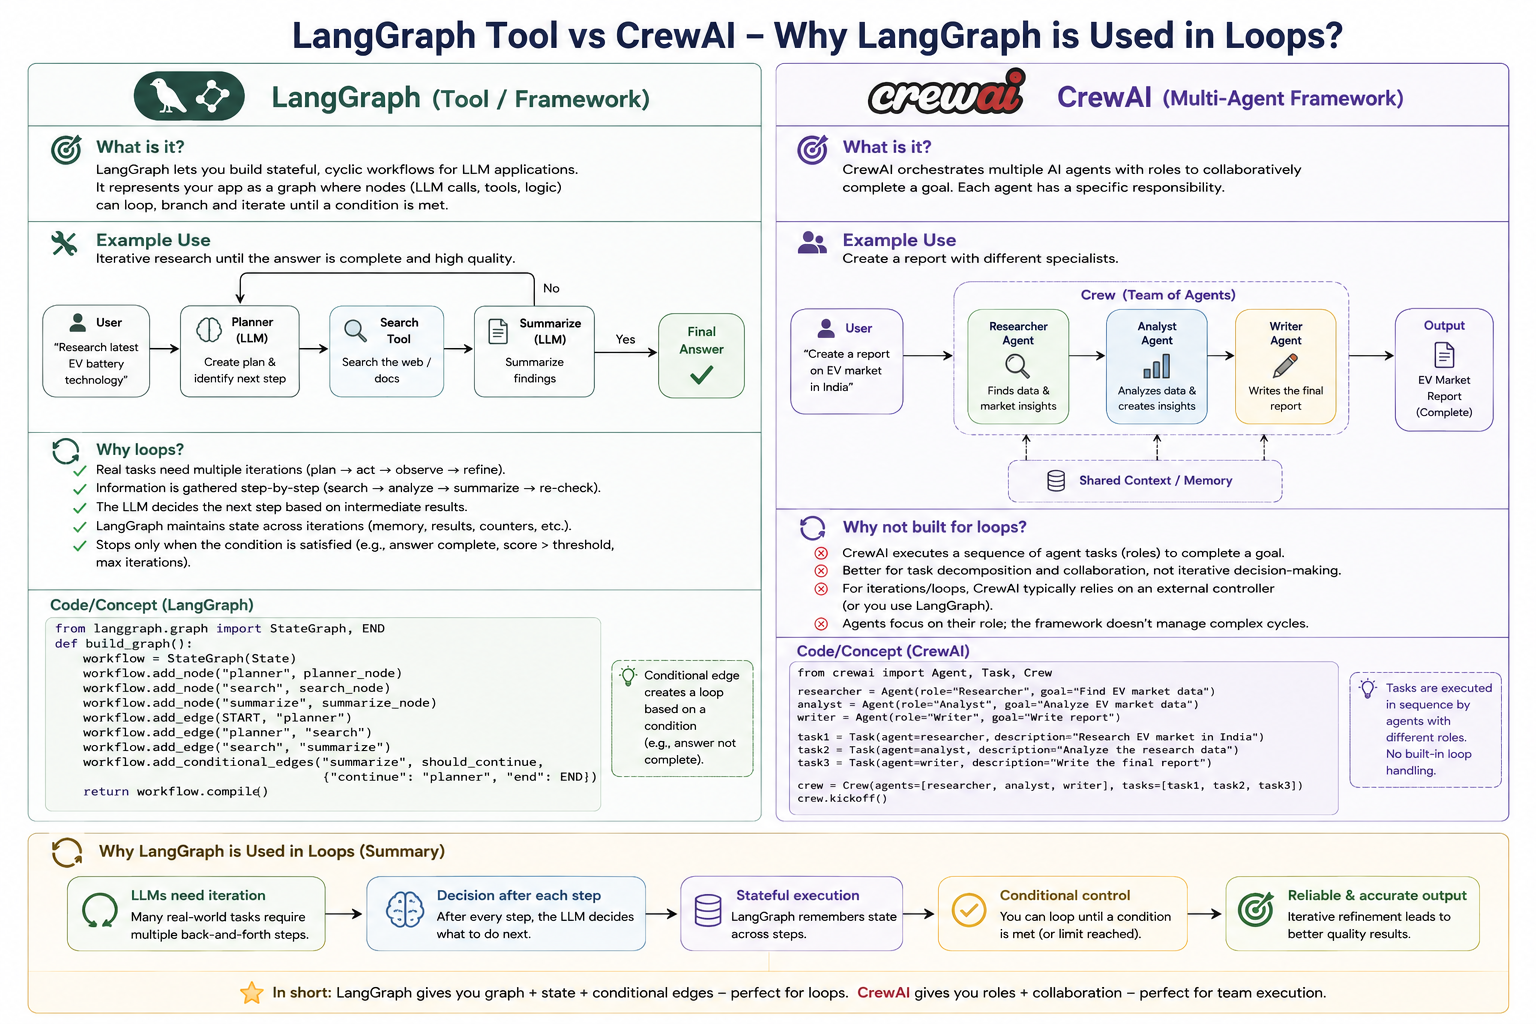 LangGraph Tool vs CrewAI – Why LangGraph is Used in Loops?
LangGraph (Tool / Framework)
What is it?
LangGraph lets you build stateful, cyclic workflows for LLM applications.
It represents your app as a graph where nodes (LLM calls, tools, logic)
can loop, branch and iterate until a condition is met.
Example Use
Iterative research until the answer is complete and high quality.
No
User
"Research latest
EV battery
technology"
Planner
(LLM)
Create plan &
identify next step
Search
Tool
Search the web /
docs
Summarize
(LLM)
Summarize
findings
Yes
Final
Answer
Why loops?
Real tasks need multiple iterations (plan → act → observe → refine).
Information is gathered step-by-step (search → analyze → summarize → re-check).
The LLM decides the next step based on intermediate results.
LangGraph maintains state across iterations (memory, results, counters, etc.).
Stops only when the condition is satisfied (e.g., answer complete, score > threshold,
max iterations).
Code/Concept (LangGraph)
from langgraph.graph import StateGraph, END
def build_graph():
workflow = StateGraph(State)
workflow.add_node("planner", planner_node)
workflow.add_node("search", search_node)
workflow.add_node("summarize", summarize_node)
workflow.add_edge(START, "planner")
workflow.add_edge("planner", "search")
workflow.add_edge("search", "summarize")
workflow.add_conditional_edges("summarize", should_continue,
{"continue": "planner", "end": END})
return workflow.compile()
Conditional edge
creates a loop
based on a
condition
(e.g., answer not
complete).
crewai
CrewAI (Multi-Agent Framework)
What is it?
CrewAI orchestrates multiple AI agents with roles to collaboratively
complete a goal. Each agent has a specific responsibility.
Example Use
Create a report with different specialists.
Crew (Team of Agents)
User
"Create a report
on EV market
in India"
Researcher
Agent
Finds data &
market insights
Analyst
Agent
Analyzes data &
creates insights
Writer
Agent
Writes the final
report
Output
EV Market
Report
(Complete)
Shared Context / Memory
Why not built for loops?
CrewAI executes a sequence of agent tasks (roles) to complete a goal.
Better for task decomposition and collaboration, not iterative decision-making.
For iterations/loops, CrewAI typically relies on an external controller
(or you use LangGraph).
Agents focus on their role; the framework doesn't manage complex cycles.
Code/Concept (CrewAI)
from crewai import Agent, Task, Crew
researcher = Agent(role="Researcher", goal="Find EV market data")
analyst = Agent(role="Analyst", goal="Analyze EV market data")
writer = Agent(role="Writer", goal="Write report")
task1 = Task(agent=researcher, description="Research EV market in India")
task2 = Task(agent=analyst, description="Analyze the research data")
task3 = Task(agent=writer, description="Write the final report")
crew = Crew(agents=[researcher, analyst, writer], tasks=[task1, task2, task3])
crew.kickoff()
Tasks are executed
in sequence by
agents with
different roles.
No built-in loop
handling.
Why LangGraph is Used in Loops (Summary)
LLMs need iteration
Many real-world tasks require
multiple back-and-forth steps.
Decision after each step
After every step, the LLM decides
what to do next.
Stateful execution
LangGraph remembers state
across steps.
Conditional control
You can loop until a condition
is met (or limit reached).
Reliable & accurate output
Iterative refinement leads to
better quality results.
In short: LangGraph gives you graph + state + conditional edges – perfect for loops. CrewAI gives you roles + collaboration – perfect for team execution.